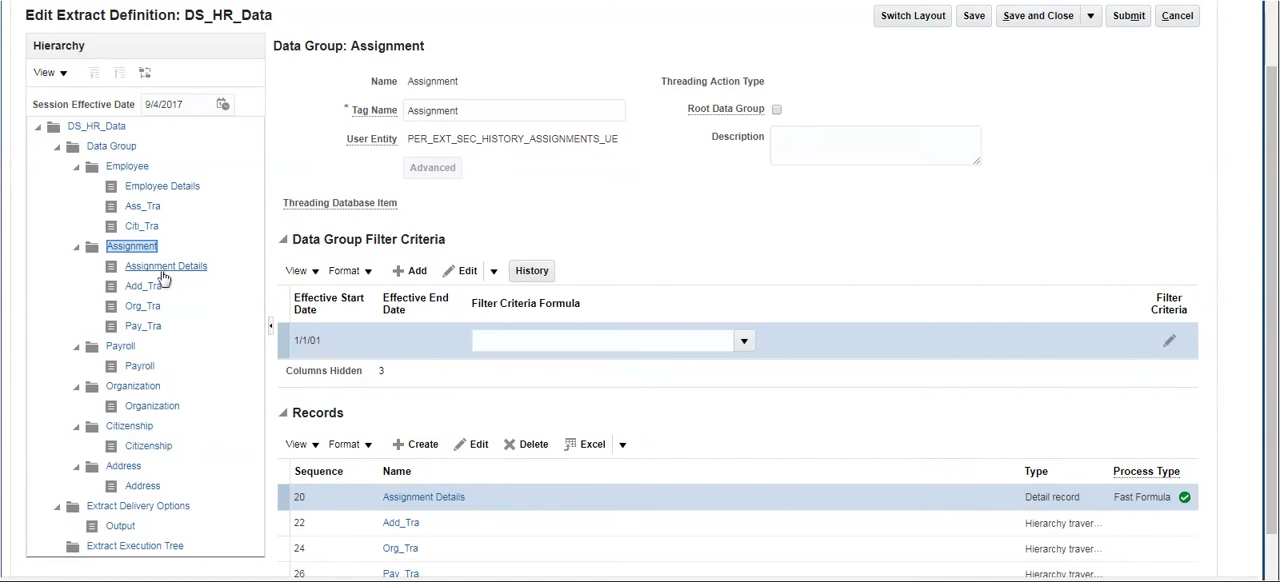 Edit Extract Definition: DS_HR_Data
Switch Layout Save Save and Close Submit Cancel
Hierarchy
View
Session Effective Date 9/4/2017
DS_HR_Data
Data Group
Employee
Employee Details
Ass_Tra
Citi_Tra
Assignment
Assignment Details
Add_Tra
Org_Tra
Pay_Tra
Payroll
Payroll
Organization
Organization
Citizenship
Citizenship
Address
Address
Extract Delivery Options
Output
Extract Execution Tree
Data Group: Assignment
Name Assignment
* Tag Name Assignment
User Entity PER_EXT_SEC_HISTORY_ASSIGNMENTS_UE
Advanced
Threading Database Item
Threading Action Type
Root Data Group
Description
Data Group Filter Criteria
View Format Add Edit History
Effective Start Date Effective End Date Filter Criteria Formula Filter Criteria
1/1/01
Columns Hidden 3
Records
View Format Create Edit Delete Excel
Sequence Name Type Process Type
20 Assignment Details Detail record Fast Formula
22 Add_Tra Hierarchy traver...
24 Org_Tra Hierarchy traver...
26 Pay_Tra Hierarchy traver...